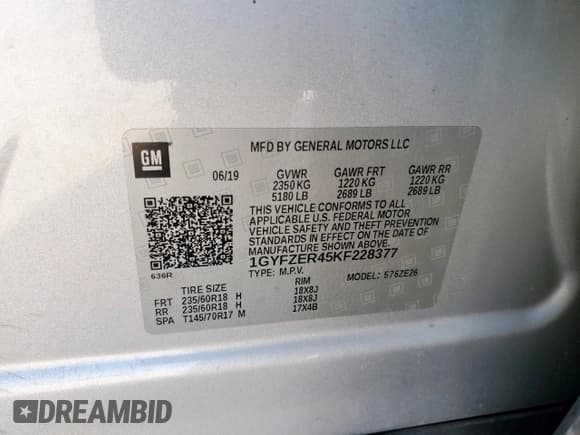 GM
MFD BY GENERAL MOTORS LLC
06/19 GVWR GAWR FRT GAWR RR
2350 KG 1220 KG 1220 KG
5180 LB 2689 LB 2689 LB
THIS VEHICLE CONFORMS TO ALL
APPLICABLE U.S. FEDERAL MOTOR
VEHICLE SAFETY AND THEFT PREVENTION
STANDARDS IN EFFECT ON THE DATE OF
MANUFACTURE SHOWN ABOVE.
1GYFZER45KF228377
636R TYPE: M.P.V. MODEL: S76ZE26
TIRE SIZE RIM
FRT 235/60R18 H 18X8J
RR 235/60R18 H 18X8J
SPA T145/70R17 M 17X4B
DREAMBID